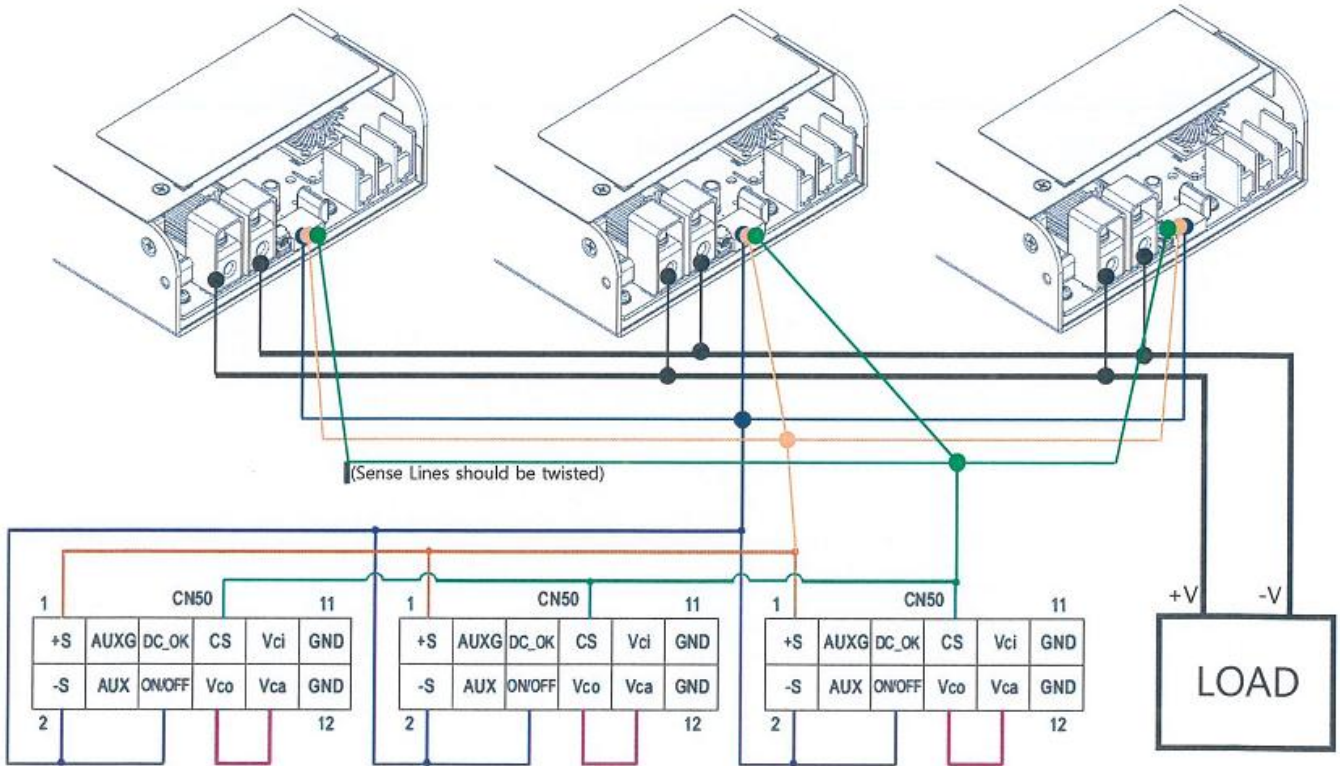 (Sense Lines should be twisted)
1 CN50 11 1 CN50 11 1 CN50 11 +V -V
+S AUXG DC_OK CS Vci GND +S AUXG DC_OK CS Vci GND +S AUXG DC_OK CS Vci GND
-S AUX ON/OFF Vco Vca GND -S AUX ON/OFF Vco Vca GND -S AUX ON/OFF Vco Vca GND LOAD
2 12 2 12 2 12